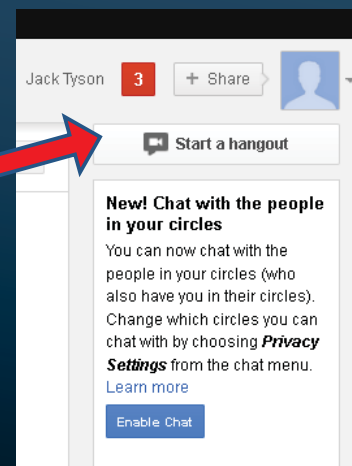 Jack Tyson 3 + Share
Start a hangout
New! Chat with the people
in your circles
You can now chat with the
people in your circles (who
also have you in their circles).
Change which circles you can
chat with by choosing Privacy
Settings from the chat menu.
Learn more
Enable Chat